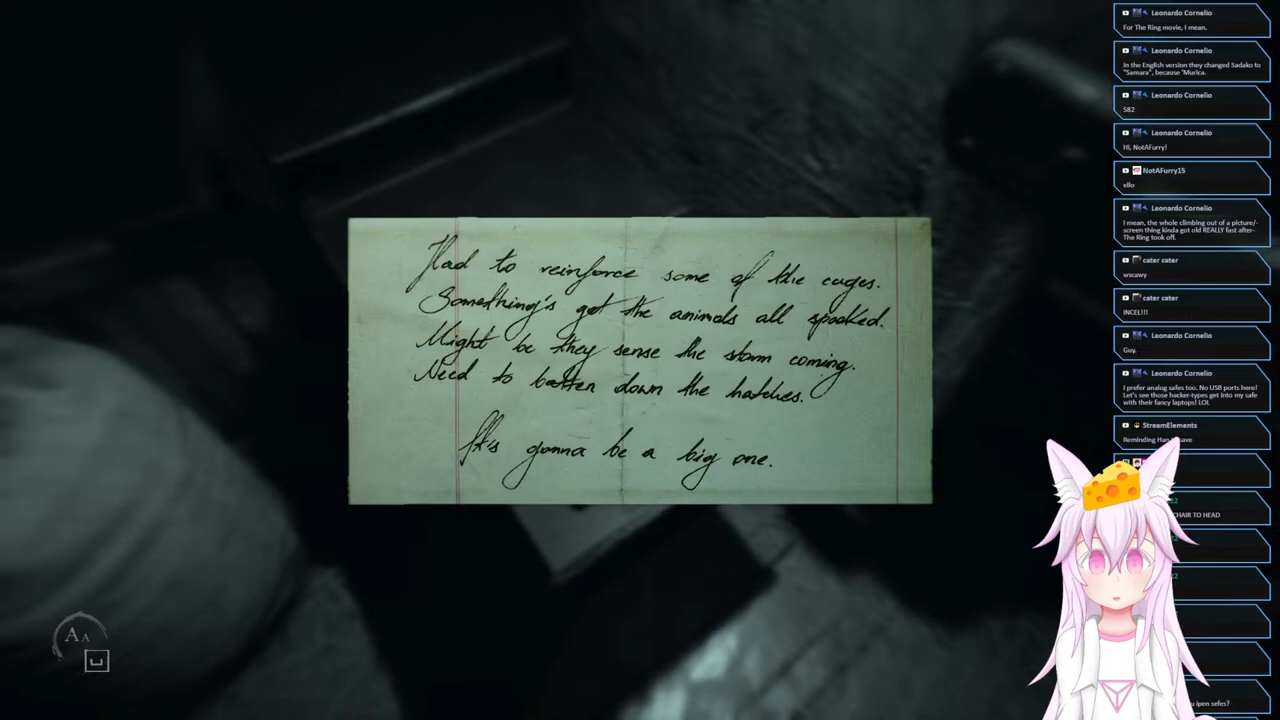 Had to reinforce some of the cages.
Something's got the animals all spooked.
Might be they sense the storm coming.
Need to batten down the hatches.
It's gonna be a big one.
AA
Leonardo Cornelio
For The Ring movie, I mean.
Leonardo Cornelio
In the English version they changed Sadako to
"Samara", because 'Murica.
Leonardo Cornelio
582
Leonardo Cornelio
Hi, NotAFurry!
NotAFurry15
ello
Leonardo Cornelio
I mean, the whole climbing out of a picture/-
screen thing kinda got old REALLY fast after-
The Ring took off.
cater cater
wscawy
cater cater
INCEL!!!
Leonardo Cornelio
Guy.
Leonardo Cornelio
I prefer analog safes too. No USB ports here!
Let's see those hacker-types get into my safe
with their fancy laptops! LOL
StreamElements
Reminding Han save
CHAIR TO HEAD
ipen sefes?